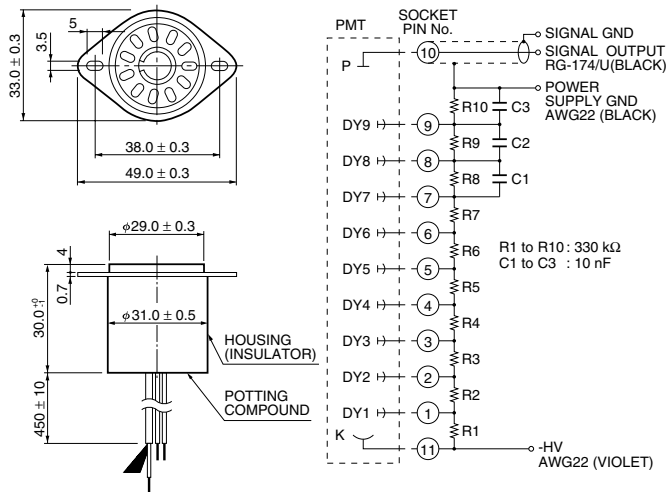 5
3.5
33.0 ± 0.3
38.0 ± 0.3
49.0 ± 0.3
φ29.0 ± 0.3
4
0.7
30.0 +0 -1
φ31.0 ± 0.5
450 ± 10
HOUSING
(INSULATOR)
POTTING
COMPOUND
PMT
SOCKET
PIN No.
P
10
SIGNAL GND
SIGNAL OUTPUT
RG-174/U(BLACK)
POWER
SUPPLY GND
AWG22 (BLACK)
R10
C3
DY9
9
R9
C2
DY8
8
R8
C1
DY7
7
R7
DY6
6
R6
DY5
5
R5
DY4
4
R4
DY3
3
R3
DY2
2
R2
DY1
1
R1
K
11
-HV
AWG22 (VIOLET)
R1 to R10 : 330 kΩ
C1 to C3 : 10 nF